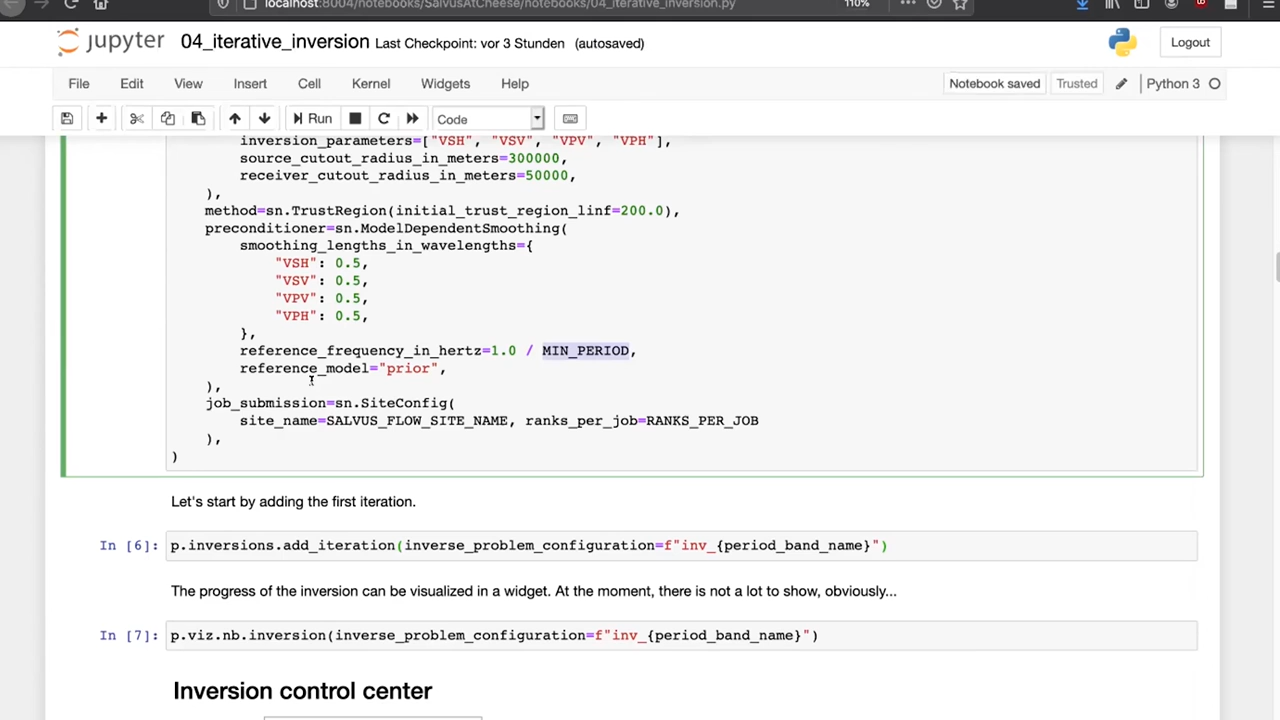 localhost:8004/notebooks/SalvusAtCheese/notebooks/04_iterative_inversion.py
110%
jupyter 04_iterative_inversion Last Checkpoint: vor 3 Stunden (autosaved)
Logout
File Edit View Insert Cell Kernel Widgets Help
Notebook saved Trusted Python 3
Run Code
inversion_parameters=["VSH", "VSV", "VPV", "VPH"],
source_cutout_radius_in_meters=300000,
receiver_cutout_radius_in_meters=50000,
),
method=sn.TrustRegion(initial_trust_region_linf=200.0),
preconditioner=sn.ModelDependentSmoothing(
smoothing_lengths_in_wavelengths={
"VSH": 0.5,
"VSV": 0.5,
"VPV": 0.5,
"VPH": 0.5,
},
reference_frequency_in_hertz=1.0 / MIN_PERIOD,
reference_model="prior",
),
job_submission=sn.SiteConfig(
site_name=SALVUS_FLOW_SITE_NAME, ranks_per_job=RANKS_PER_JOB
),
)
Let's start by adding the first iteration.
In [6]: p.inversions.add_iteration(inverse_problem_configuration=f"inv_{period_band_name}")
The progress of the inversion can be visualized in a widget. At the moment, there is not a lot to show, obviously...
In [7]: p.viz.nb.inversion(inverse_problem_configuration=f"inv_{period_band_name}")
Inversion control center